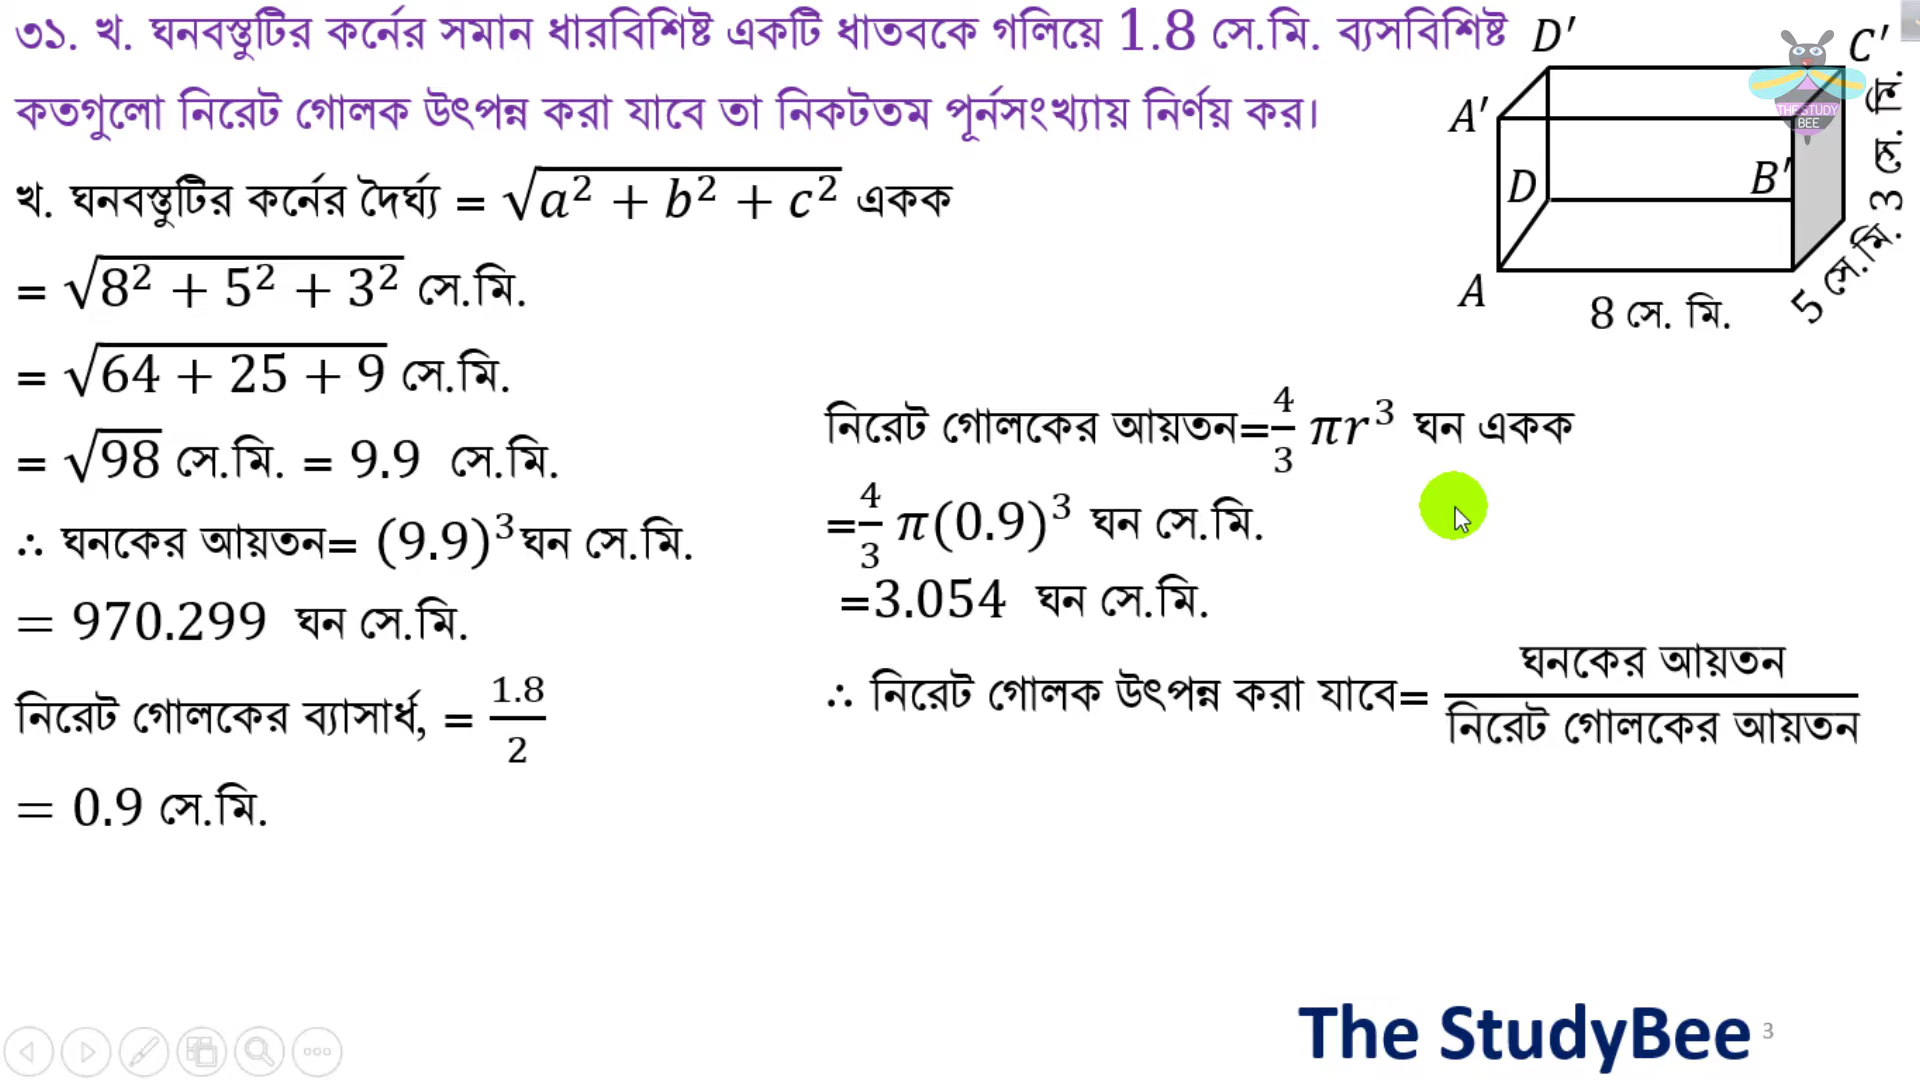 ৩১. খ. ঘনবস্তুটির কর্নের সমান ধারবিশিষ্ট একটি ধাতবকে গলিয়ে 1.8 সে.মি. ব্যসবিশিষ্ট
কতগুলো নিরেট গোলক উৎপন্ন করা যাবে তা নিকটতম পূর্নসংখ্যায় নির্ণয় কর।
খ. ঘনবস্তুটির কর্নের দৈর্ঘ্য = √(a² + b² + c²) একক
= √(8² + 5² + 3²) সে.মি.
= √(64 + 25 + 9) সে.মি.
= √98 সে.মি. = 9.9 সে.মি.
∴ ঘনকের আয়তন= (9.9)³ঘন সে.মি.
= 970.299 ঘন সে.মি.
নিরেট গোলকের ব্যাসার্ধ, = 1.8/2
= 0.9 সে.মি.
নিরেট গোলকের আয়তন=4/3 πr³ ঘন একক
=4/3 π(0.9)³ ঘন সে.মি.
=3.054 ঘন সে.মি.
∴ নিরেট গোলক উৎপন্ন করা যাবে= ঘনকের আয়তন/নিরেট গোলকের আয়তন
D′
C′
A′
B′
D
A
8 সে. মি.
5 সে.মি.
3 সে. মি.
THE STUDY
BEE
The StudyBee
3